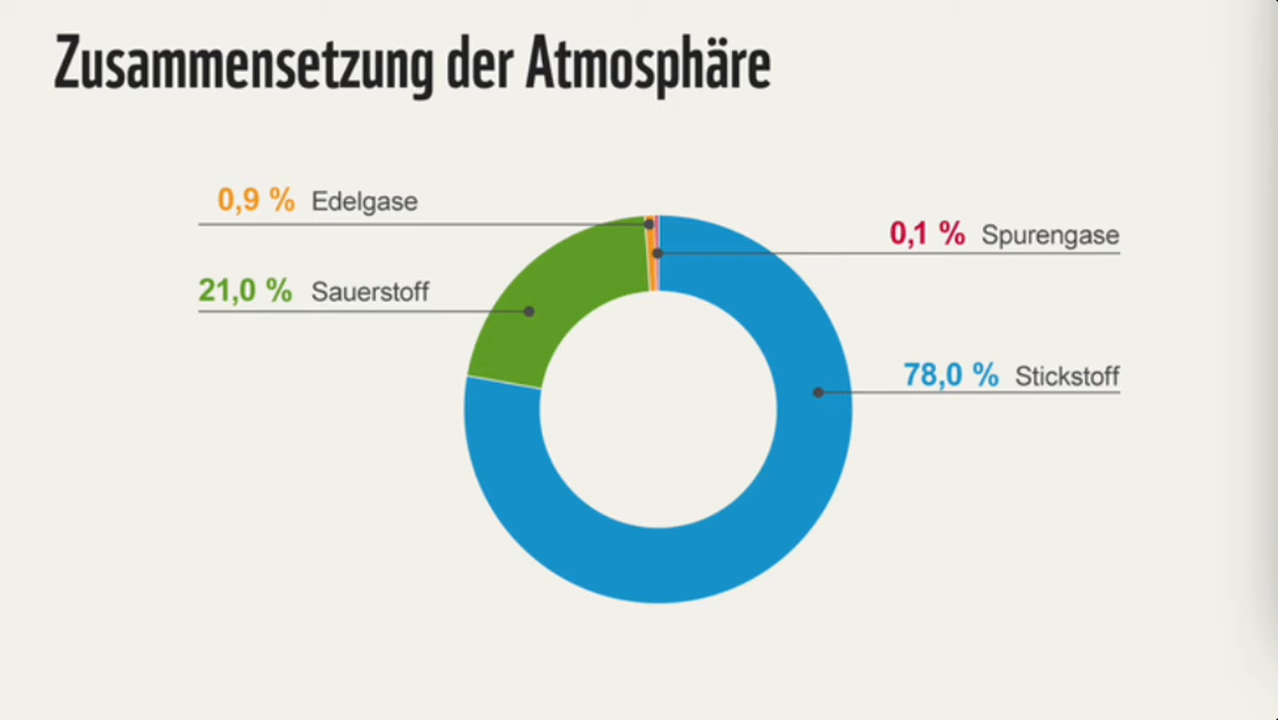 Zusammensetzung der Atmosphäre
0,9 % Edelgase
0,1 % Spurengase
21,0 % Sauerstoff
78,0 % Stickstoff